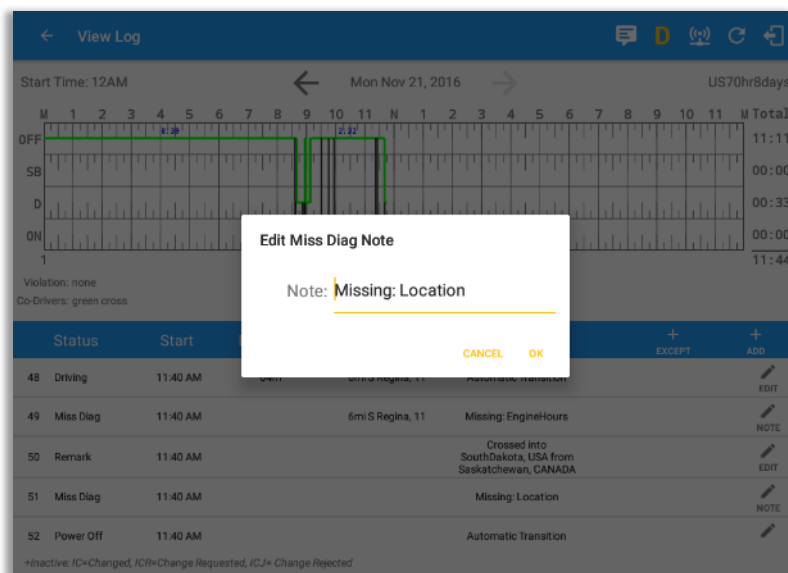 View Log
D
Start Time: 12AM
Mon Nov 21, 2016
US70hr8days
M 1 2 3 4 5 6 7 8 9 10 11 N 1 2 3 4 5 6 7 8 9 10 11 M Total
OFF 11:11
SB 00:00
D 00:33
ON 00:00
1 11:44
Violation: none
Co-Drivers: green cross
Edit Miss Diag Note
Note: Missing: Location
CANCEL OK
Status Start
+ EXCEPT
+ ADD
48 Driving 11:40 AM 6mi S Regina, 11 Automatic Transition
EDIT
49 Miss Diag 11:40 AM 6mi S Regina, 11 Missing: EngineHours
NOTE
50 Remark 11:40 AM
Crossed into
SouthDakota, USA from
Saskatchewan, CANADA
EDIT
51 Miss Diag 11:40 AM Missing: Location
NOTE
52 Power Off 11:40 AM Automatic Transition
+Inactive: IC=Changed, ICR=Change Requested, ICJ= Change Rejected